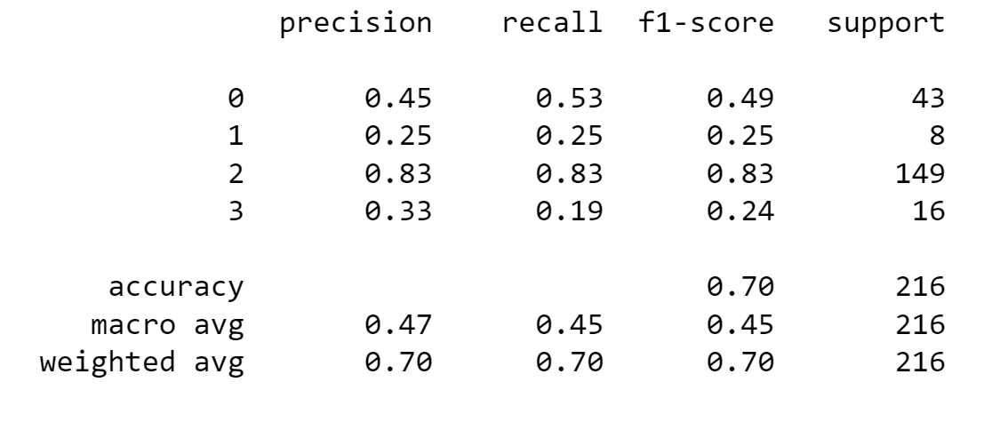 precision recall f1-score support
0 0.45 0.53 0.49 43
1 0.25 0.25 0.25 8
2 0.83 0.83 0.83 149
3 0.33 0.19 0.24 16
accuracy 0.70 216
macro avg 0.47 0.45 0.45 216
weighted avg 0.70 0.70 0.70 216